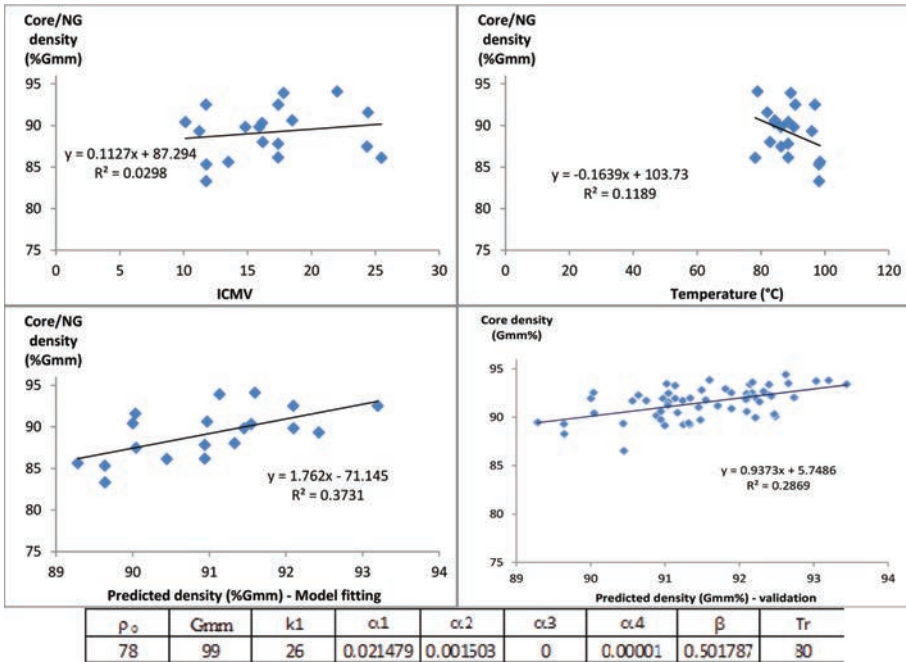 Core/NG
density
(%Gmm)
95
90
85
80
75
y = 0.1127x + 87.294
R² = 0.0298
0 5 10 15 20 25 30
ICMV
Core/NG
density
(%Gmm)
95
90
85
80
75
y = -0.1639x + 103.73
R² = 0.1189
0 20 40 60 80 100 120
Temperature (°C)
Core/NG
density
(%Gmm)
95
90
85
80
75
y = 1.762x - 71.145
R² = 0.3731
89 90 91 92 93 94
Predicted density (%Gmm) - Model fitting
Core density
(Gmm%)
95
90
85
80
75
y = 0.9373x + 5.7486
R² = 0.2869
89 90 91 92 93 94
Predicted density (Gmm%) - validation
ρ₀ Gmm k1 α1 α2 α3 α4 β Tr
78 99 26 0.021479 0.001503 0 0.00001 0.501787 80